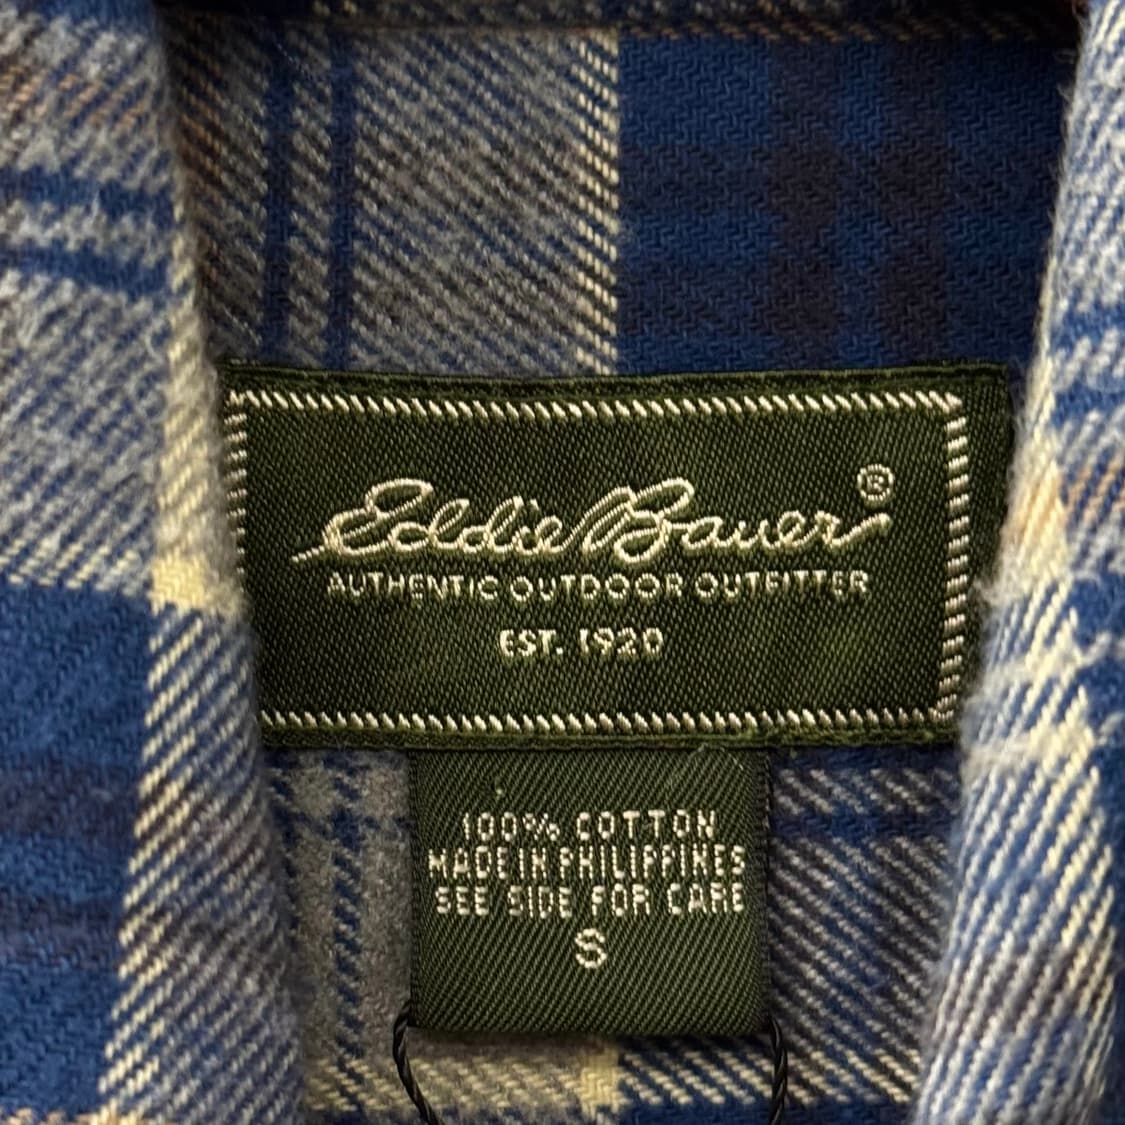 Eddie Bauer®
AUTHENTIC OUTDOOR OUTFITTER
EST. 1920
100% COTTON
MADE IN PHILIPPINES
SEE SIDE FOR CARE
S